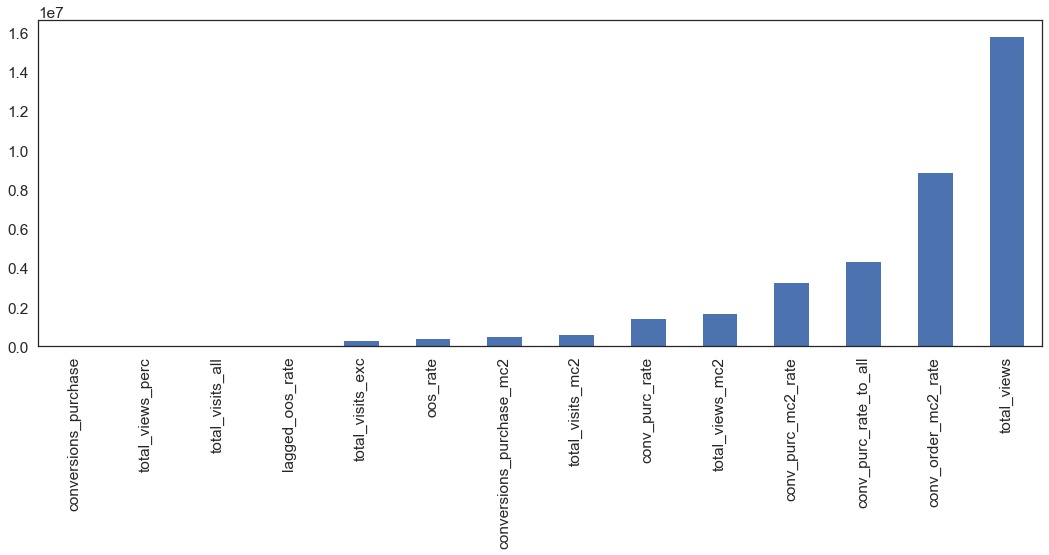 1e7
1.6
1.4
1.2
1.0
0.8
0.6
0.4
0.2
0.0
conversions_purchase
total_views_perc
total_visits_all
lagged_oos_rate
total_visits_exc
oos_rate
conversions_purchase_mc2
total_visits_mc2
conv_purc_rate
total_views_mc2
conv_purc_mc2_rate
conv_purc_rate_to_all
conv_order_mc2_rate
total_views